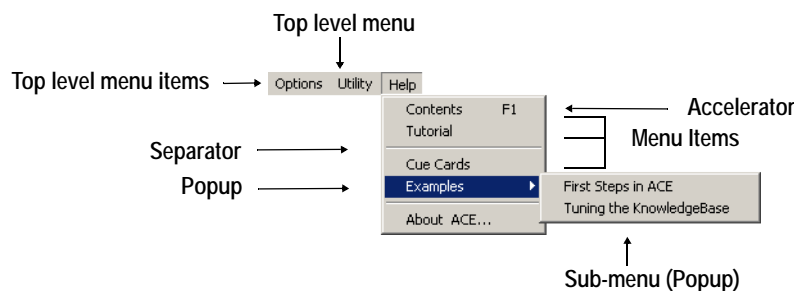 Top level menu
Top level menu items
Options Utility Help
Contents F1
Accelerator
Tutorial
Menu Items
Separator
Cue Cards
Popup
Examples
First Steps in ACE
Tuning the KnowledgeBase
About ACE...
Sub-menu (Popup)